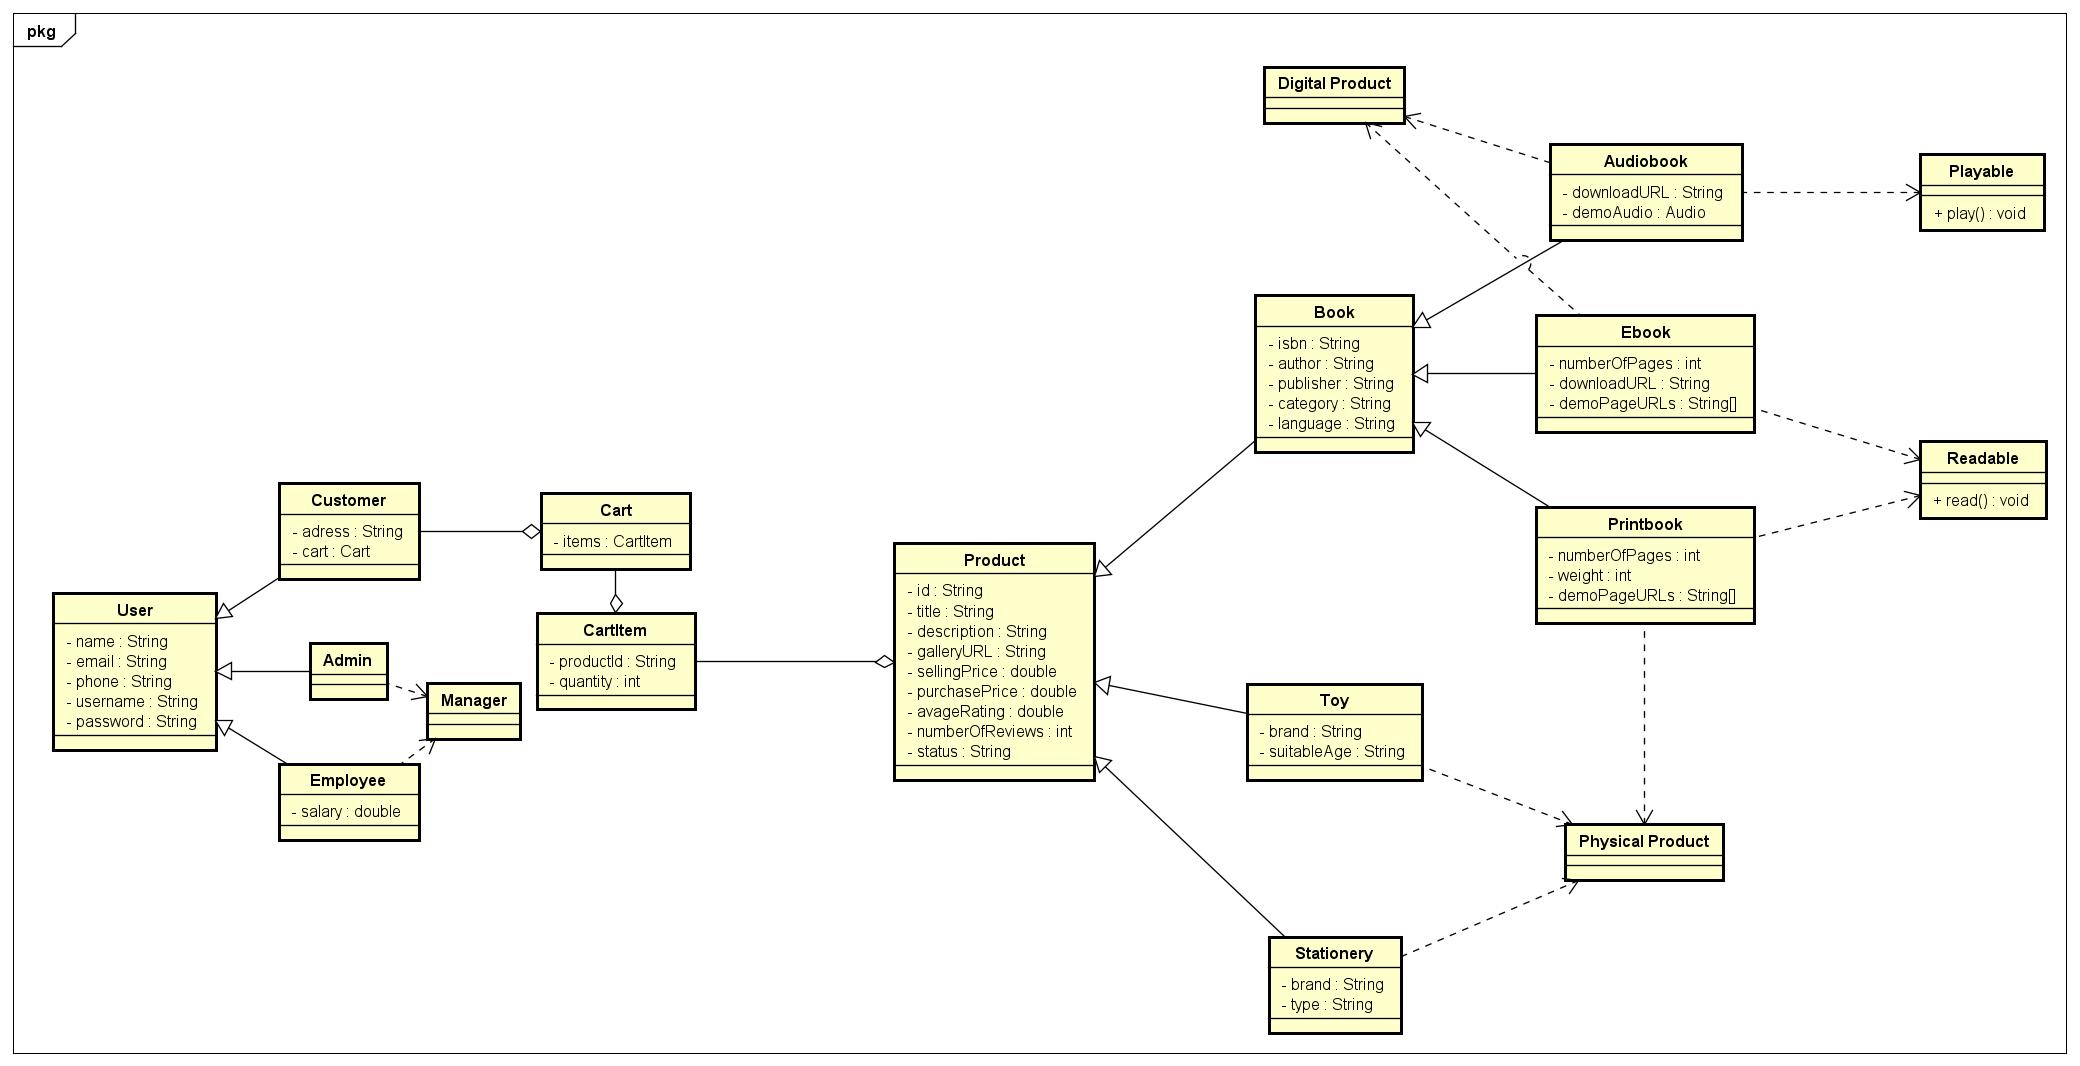 pkg
Digital Product
Audiobook
- downloadURL : String
- demoAudio : Audio
Playable
+ play() : void
Book
- isbn : String
- author : String
- publisher : String
- category : String
- language : String
Ebook
- numberOfPages : int
- downloadURL : String
- demoPageURLs : String[]
Readable
+ read() : void
Printbook
- numberOfPages : int
- weight : int
- demoPageURLs : String[]
Customer
- adress : String
- cart : Cart
Cart
- items : CartItem
Product
- id : String
- title : String
- description : String
- galleryURL : String
- sellingPrice : double
- purchasePrice : double
- avageRating : double
- numberOfReviews : int
- status : String
User
- name : String
- email : String
- phone : String
- username : String
- password : String
CartItem
- productId : String
- quantity : int
Admin
Manager
Employee
- salary : double
Toy
- brand : String
- suitableAge : String
Physical Product
Stationery
- brand : String
- type : String